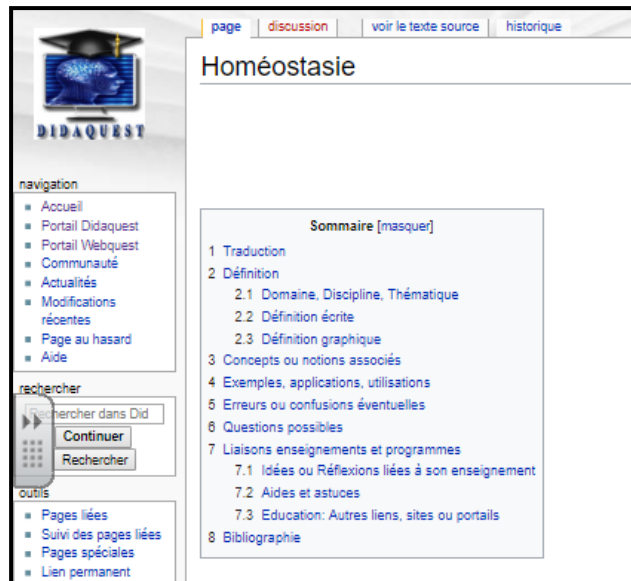 page
discussion
voir le texte source
historique
Homéostasie
DIDAQUEST
navigation
Accueil
Portail Didaquest
Portail Webquest
Communauté
Actualités
Modifications
récentes
Page au hasard
Aide
rechercher
hercher dans Did
Continuer
Rechercher
outils
Pages liées
Suivi des pages liées
Pages spéciales
Lien permanent
Sommaire [masquer]
1 Traduction
2 Définition
2.1 Domaine, Discipline, Thématique
2.2 Définition écrite
2.3 Définition graphique
3 Concepts ou notions associés
4 Exemples, applications, utilisations
5 Erreurs ou confusions éventuelles
6 Questions possibles
7 Liaisons enseignements et programmes
7.1 Idées ou Réflexions liées à son enseignement
7.2 Aides et astuces
7.3 Education: Autres liens, sites ou portails
8 Bibliographie